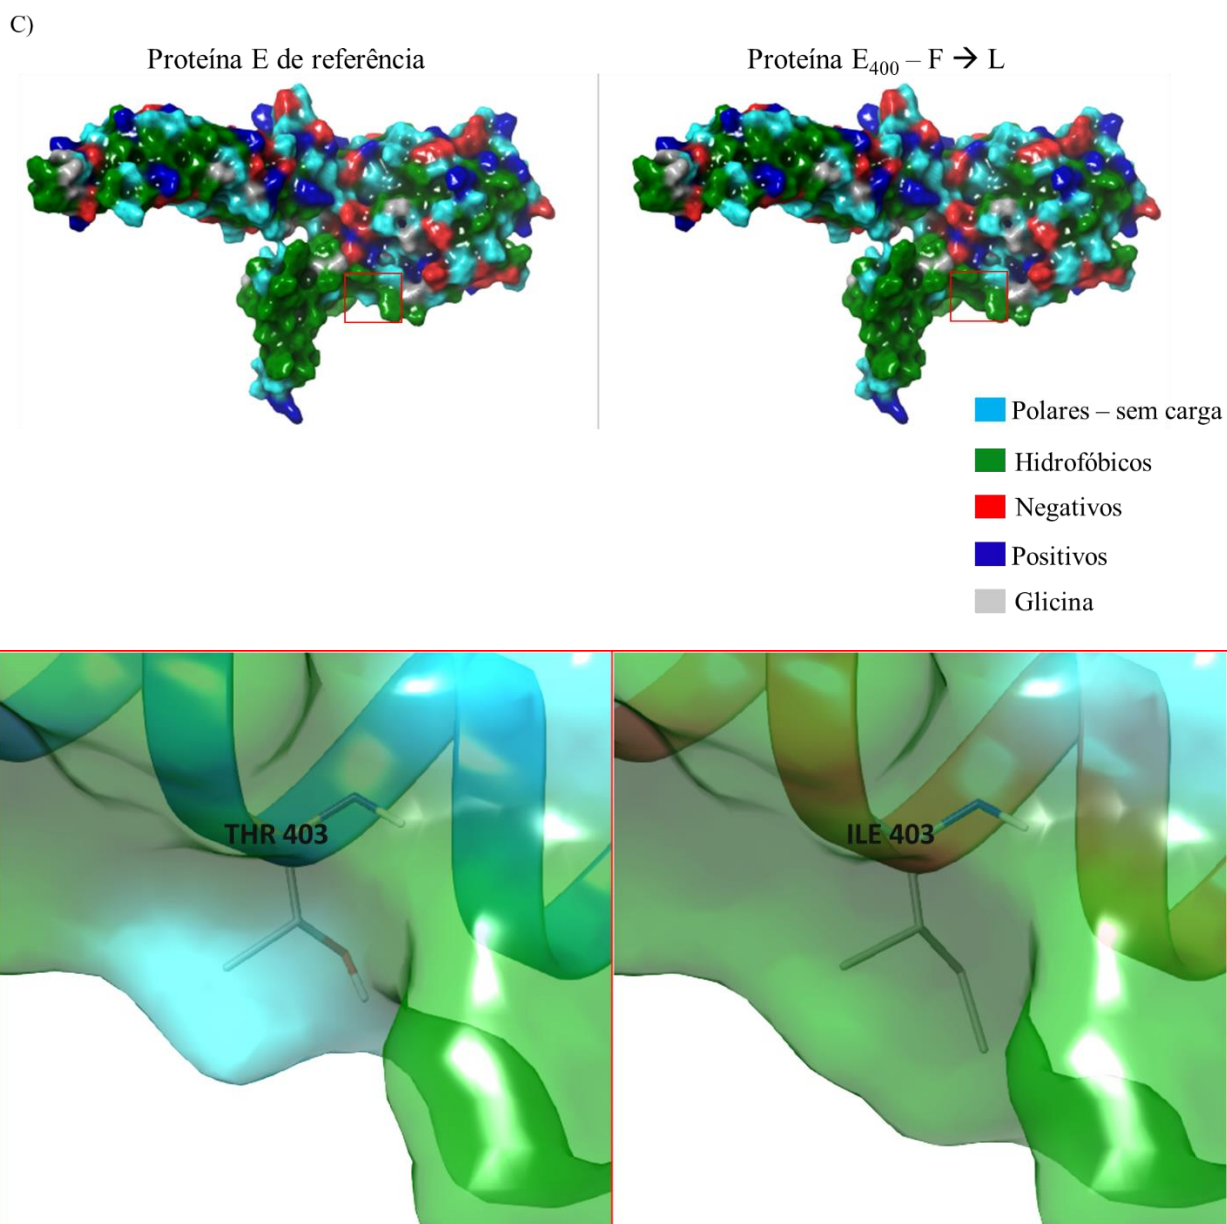 C)
Proteína E de referência
Proteína E₄₀₀ – F → L
Polares – sem carga
Hidrofóbicos
Negativos
Positivos
Glicina
THR 403
ILE 403